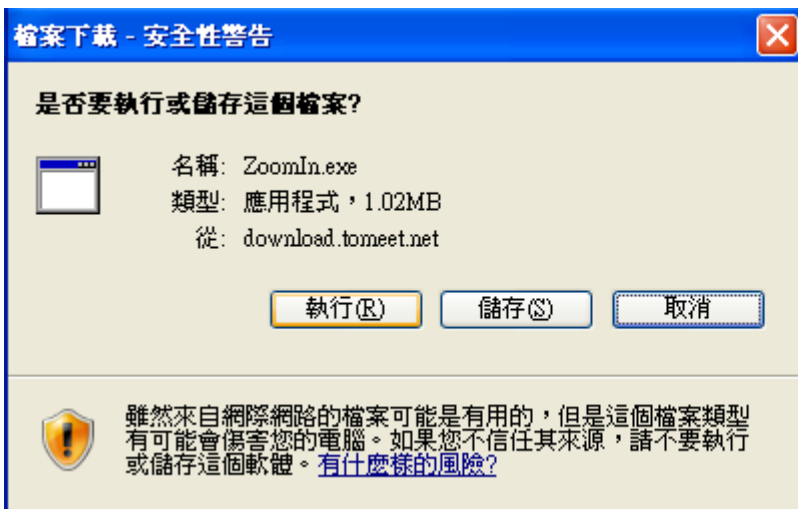 檔案下載 - 安全性警告
是否要執行或儲存這個檔案?
名稱: ZoomIn.exe
類型: 應用程式，1.02MB
從: download.tomeet.net
執行(R) 儲存(S) 取消
雖然來自網際網路的檔案可能是有用的，但是這個檔案類型
有可能會傷害您的電腦。如果您不信任其來源，請不要執行
或儲存這個軟體。有什麼樣的風險?